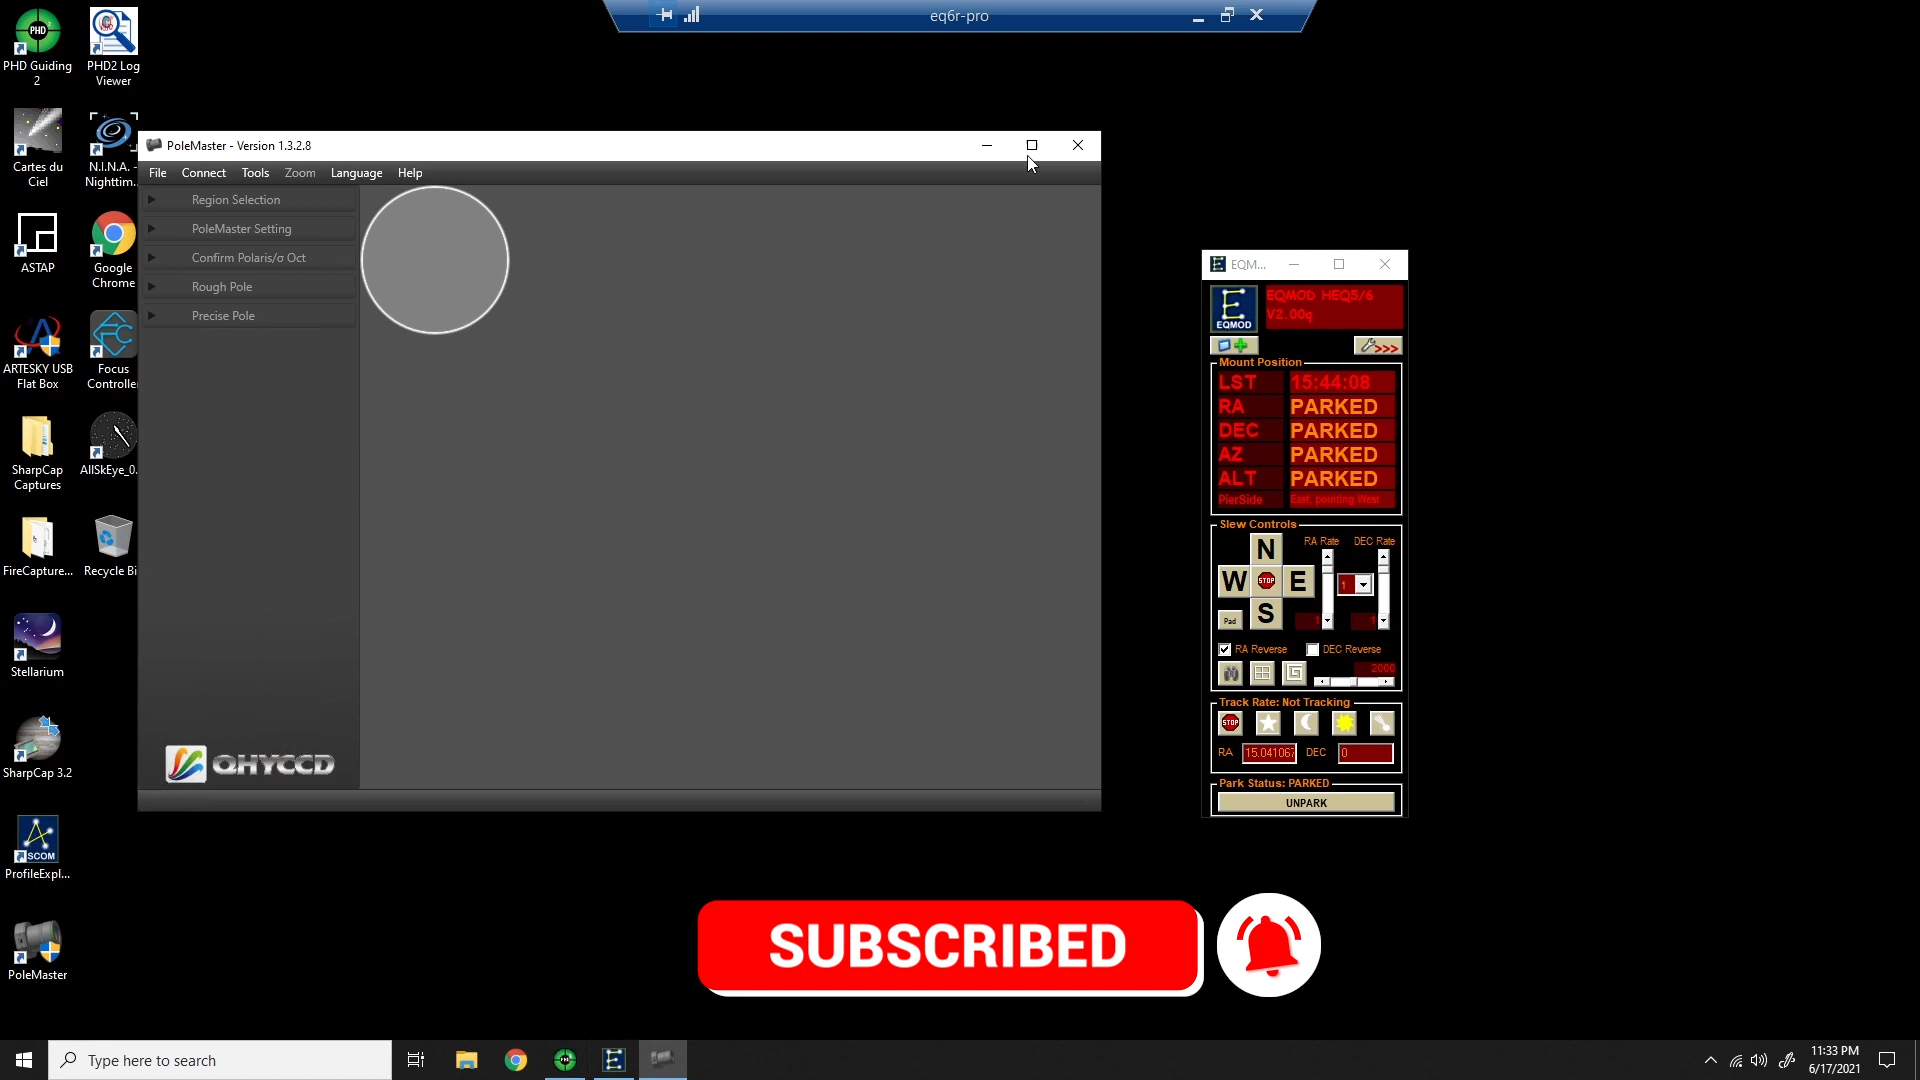 eq6r-pro
PHD Guiding
2
PHD2 Log
Viewer
Cartes du
Ciel
N.I.N.A. -
Nighttim...
ASTAP
Google
Chrome
ARTESKY USB
Flat Box
Focus
Controlle
SharpCap
Captures
AllSkEye_0.
FireCapture...
Recycle Bi
Stellarium
SharpCap 3.2
SCOM
ProfileExpl...
PoleMaster
PoleMaster - Version 1.3.2.8
File Connect Tools Zoom Language Help
Region Selection
PoleMaster Setting
Confirm Polaris/σ Oct
Rough Pole
Precise Pole
QHYCCD
EQM...
EQMOD
EQMOD HEQ5/6
V2.00q
>>>
Mount Position
LST 15:44:08
RA PARKED
DEC PARKED
AZ PARKED
ALT PARKED
PierSide East, pointing West
Slew Controls
RA Rate DEC Rate
N
W STOP E
S
Pad
1
1 1
RA Reverse DEC Reverse
2000
Track Rate: Not Tracking
STOP
RA 15.041067 DEC 0
Park Status: PARKED
UNPARK
SUBSCRIBED
Type here to search
11:33 PM
6/17/2021